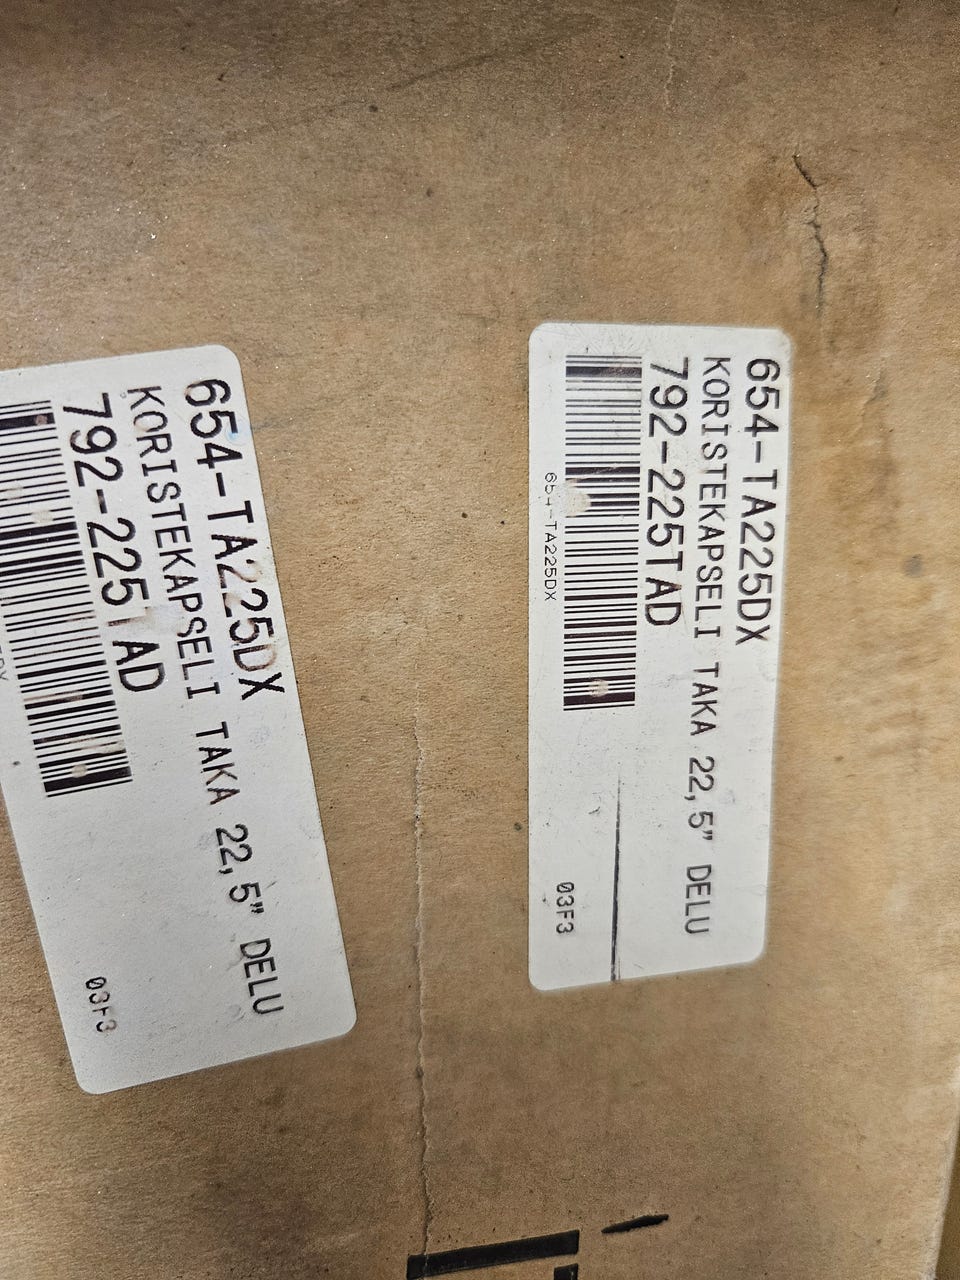 654-TA225DX
KORISTEKAPSELI TAKA 22,5" DELU
792-225TAD
654-TA225DX
03F3
654-TA225DX
KORISTEKAPSELI TAKA 22,5" DELU
792-225TAD
03F3